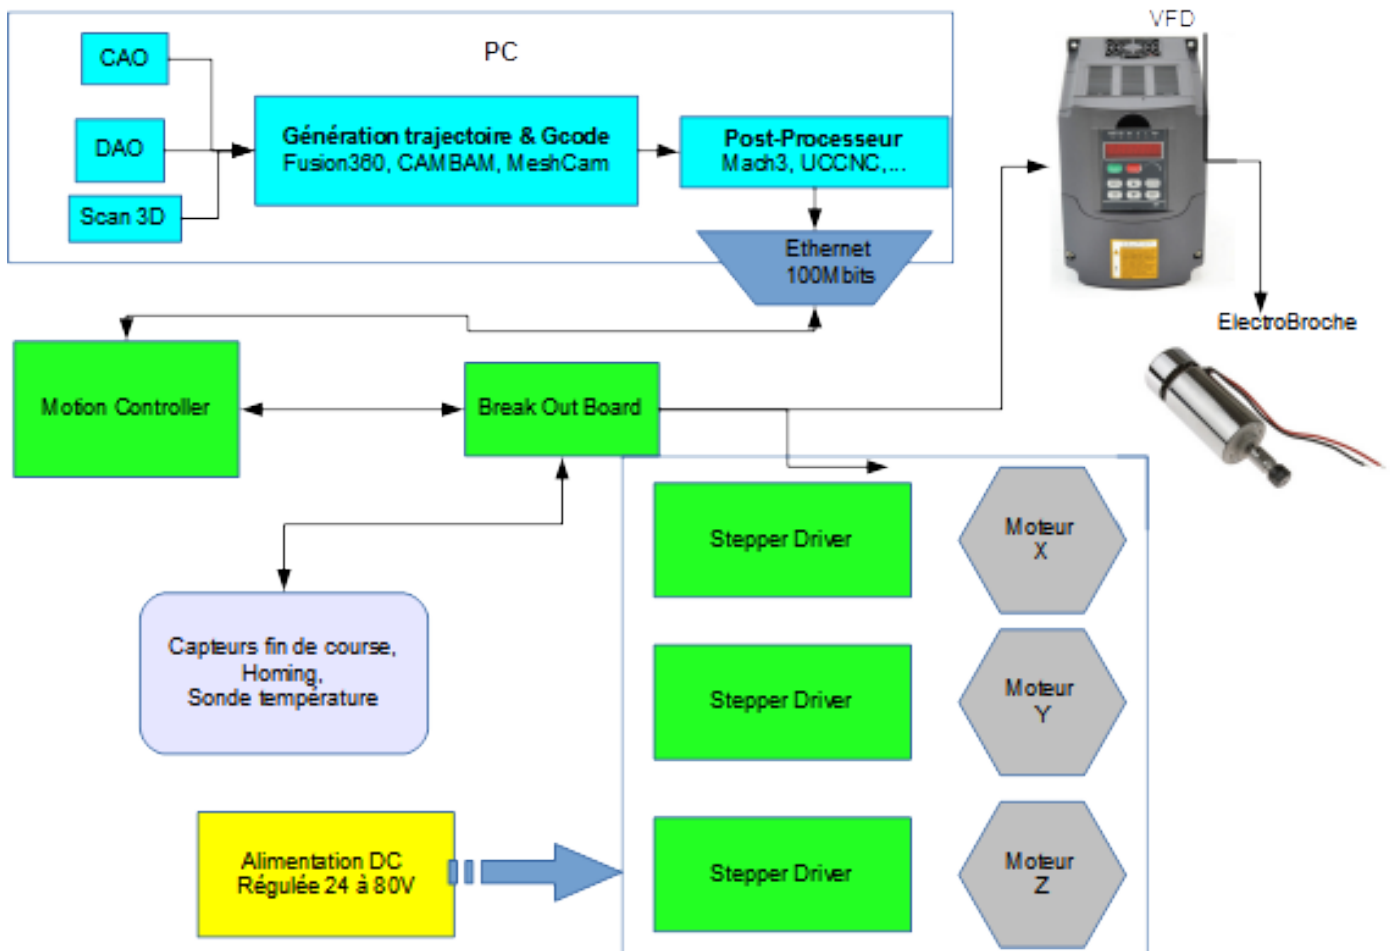 VFD
PC
CAO
DAO
Scan 3D
Génération trajectoire & Gcode
Fusion360, CAMBAM, MeshCam
Post-Processeur
Mach3, UCCNC,...
Ethernet
100Mbits
ElectroBroche
Motion Controller
Break Out Board
Capteurs fin de course,
Homing,
Sonde température
Stepper Driver
Moteur
X
Stepper Driver
Moteur
Y
Stepper Driver
Moteur
Z
Alimentation DC
Régulée 24 à 80V